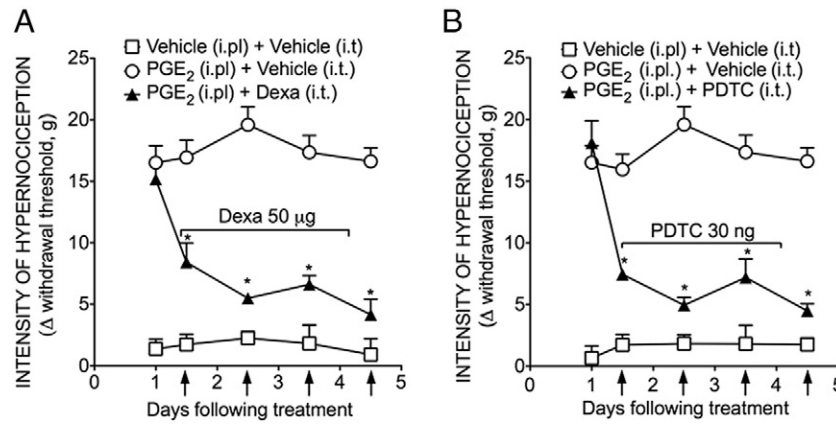 A
Vehicle (i.pl) + Vehicle (i.t)
PGE2 (i.pl) + Vehicle (i.t.)
PGE2 (i.pl) + Dexa (i.t.)
INTENSITY OF HYPERNOCICEPTION
(Δ withdrawal threshold, g)
25
20
15
10
5
0
Dexa 50 µg
*
*
*
*
0 1 2 3 4 5
Days following treatment
B
Vehicle (i.pl) + Vehicle (i.t)
PGE2 (i.pl.) + Vehicle (i.t.)
PGE2 (i.pl.) + PDTC (i.t.)
INTENSITY OF HYPERNOCICEPTION
(Δ withdrawal threshold, g)
25
20
15
10
5
0
PDTC 30 ng
*
*
*
*
0 1 2 3 4 5
Days following treatment